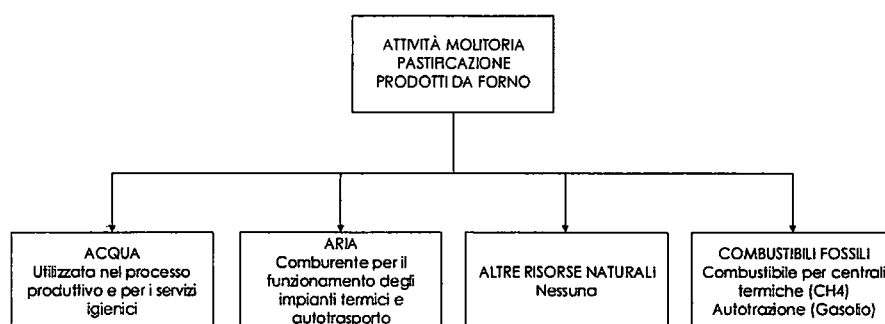 ATTIVITÀ MOLITORIA
PASTIFICAZIONE
PRODOTTI DA FORNO
ACQUA
Utilizzata nel processo
produttivo e per i servizi
igienici
ARIA
Comburente per il
funzionamento degli
impianti termici e
autotrasporto
ALTRE RISORSE NATURALI
Nessuna
COMBUSTIBILI FOSSILI
Combustibile per centrali
termiche (CH4)
Autotrazione (Gasolio)